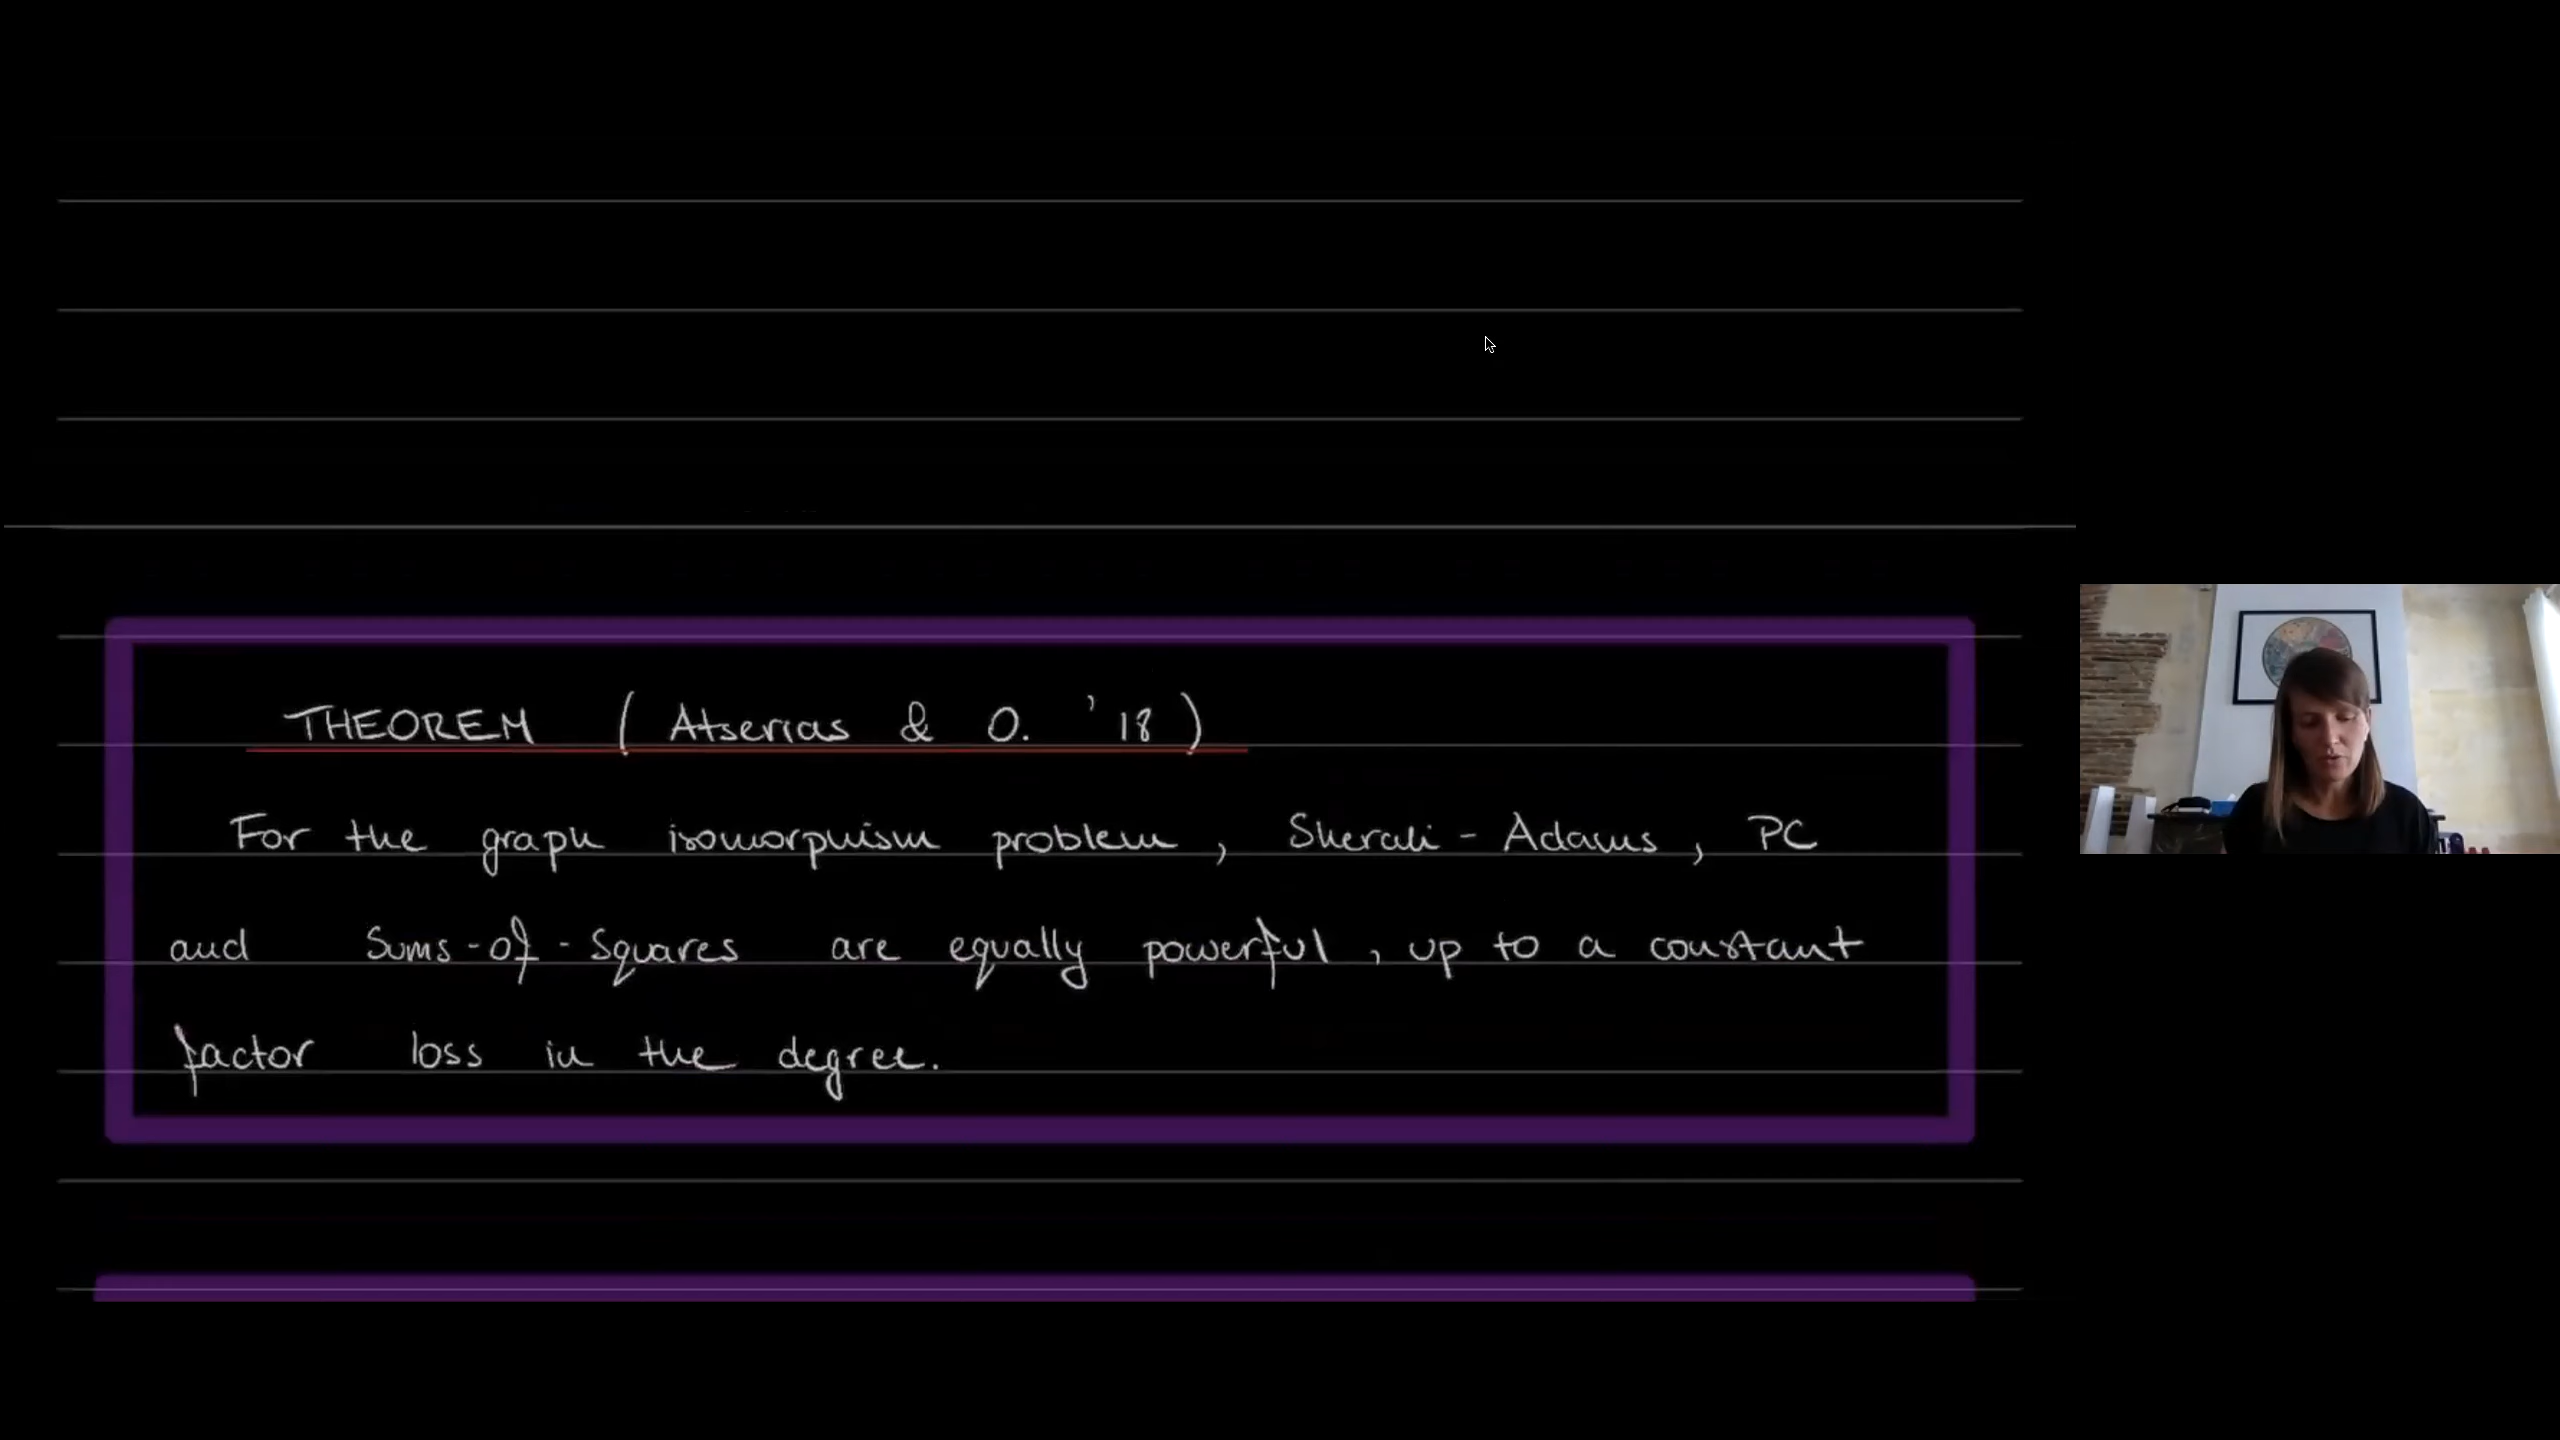 THEOREM ( Atserias & O. '18 )
For the graph isomorphism problem , Sherali - Adams , PC
and Sums-of-Squares are equally powerful , up to a constant
factor loss in the degree.